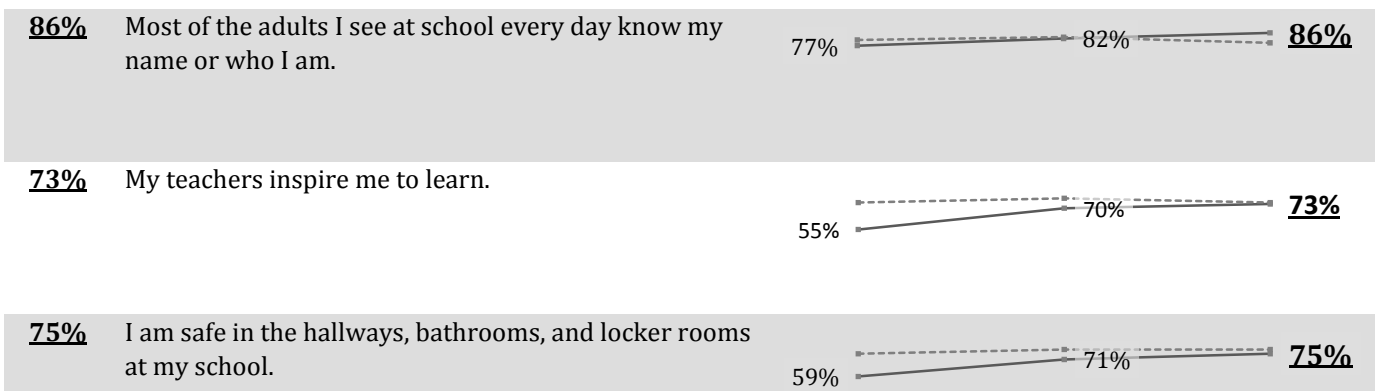 86% Most of the adults I see at school every day know my
name or who I am.
77% 82% 86%
73% My teachers inspire me to learn.
55% 70% 73%
75% I am safe in the hallways, bathrooms, and locker rooms
at my school.
59% 71% 75%